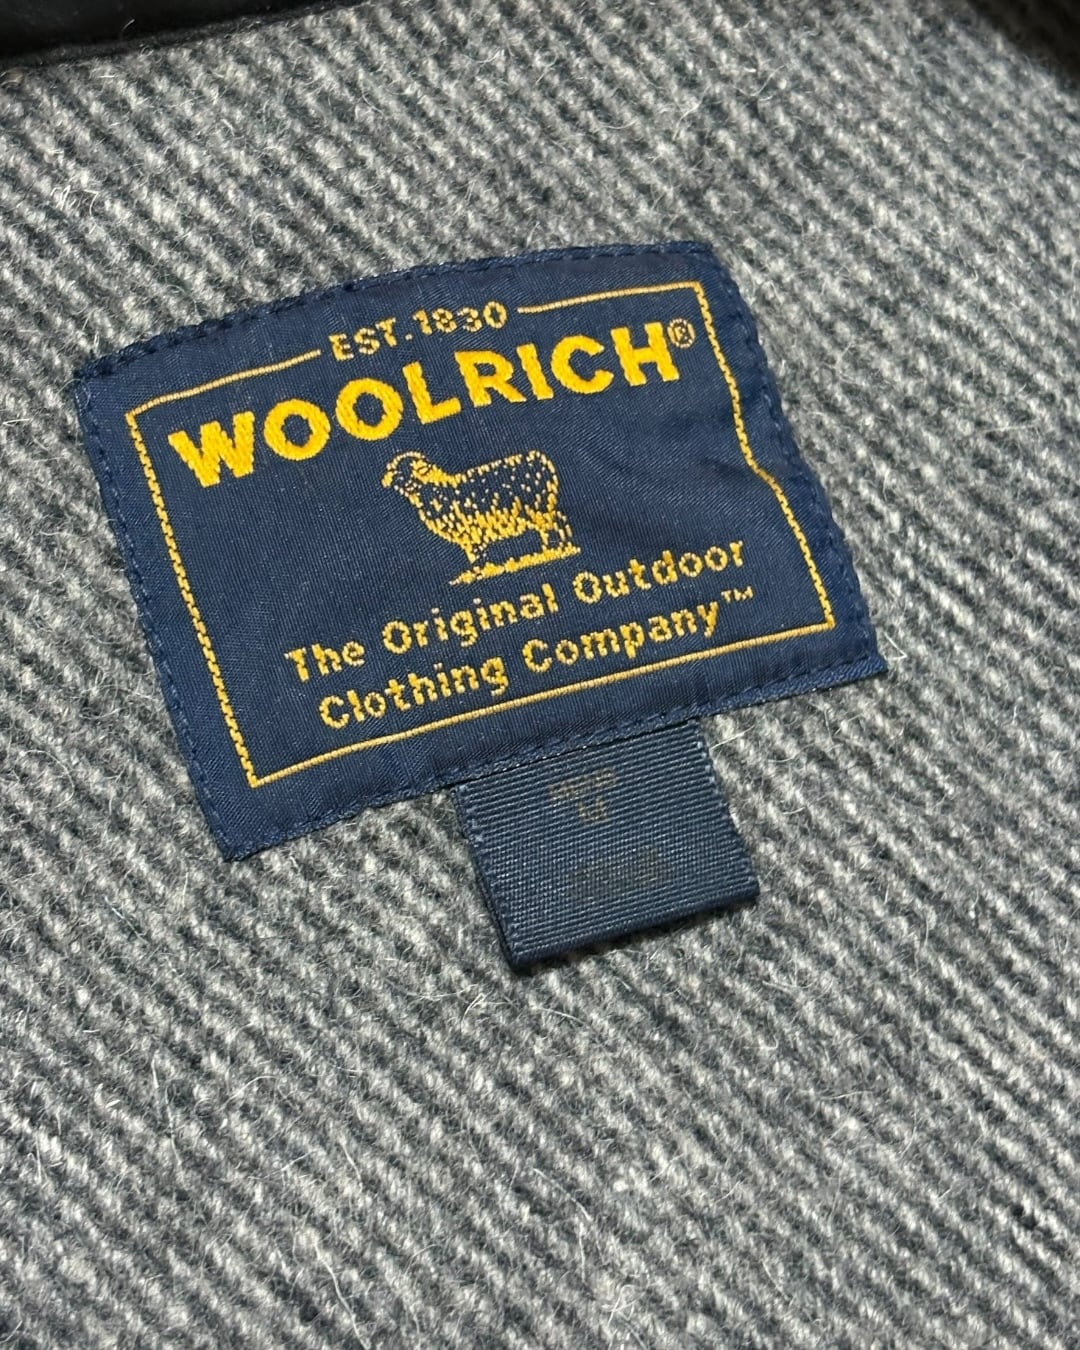 EST. 1830
WOOLRICH®
The Original Outdoor
Clothing Company™